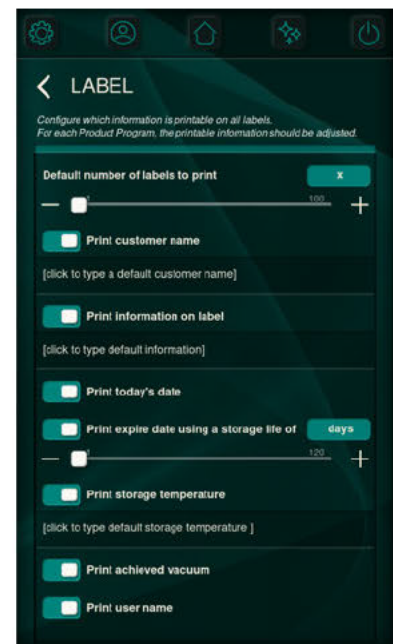 LABEL
Configure which information is printable on all labels.
For each Product Program, the printable information should be adjusted.
Default number of labels to print x
1 100
Print customer name
[click to type a default customer name]
Print information on label
[click to type default information]
Print today's date
Print expire date using a storage life of days
1 120
Print storage temperature
[click to type default storage temperature ]
Print achieved vacuum
Print user name